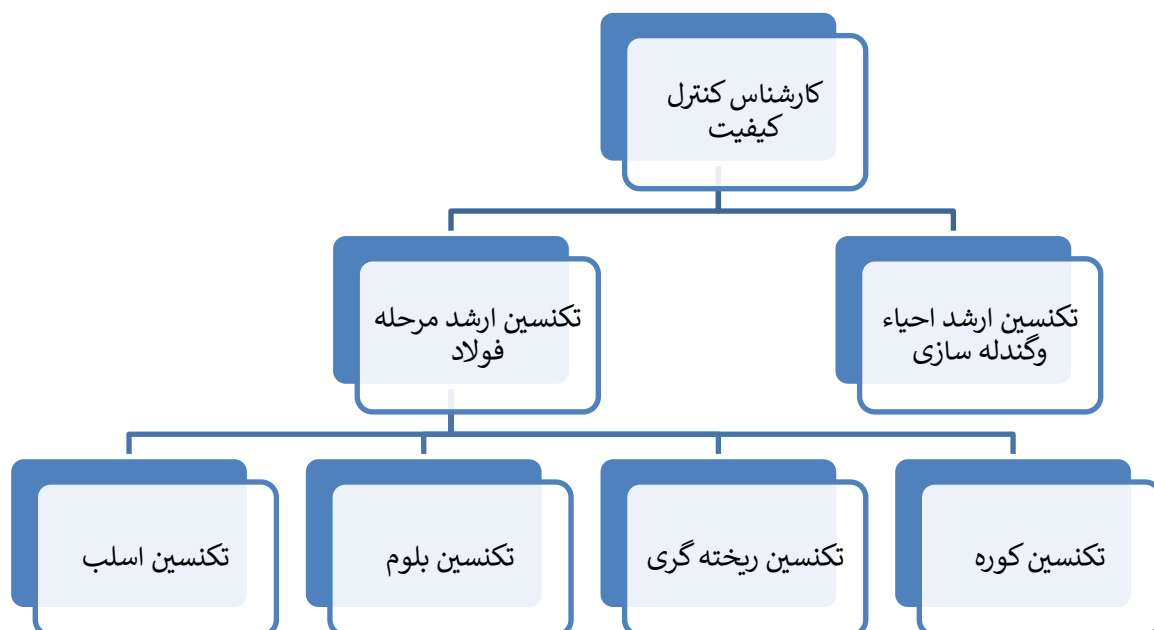 کارشناس کنترل
کیفیت
تکنسین ارشد احیاء
وگندله سازی
تکنسین ارشد مرحله
فولاد
تکنسین کوره
تکنسین ریخته گری
تکنسین بلوم
تکنسین اسلب